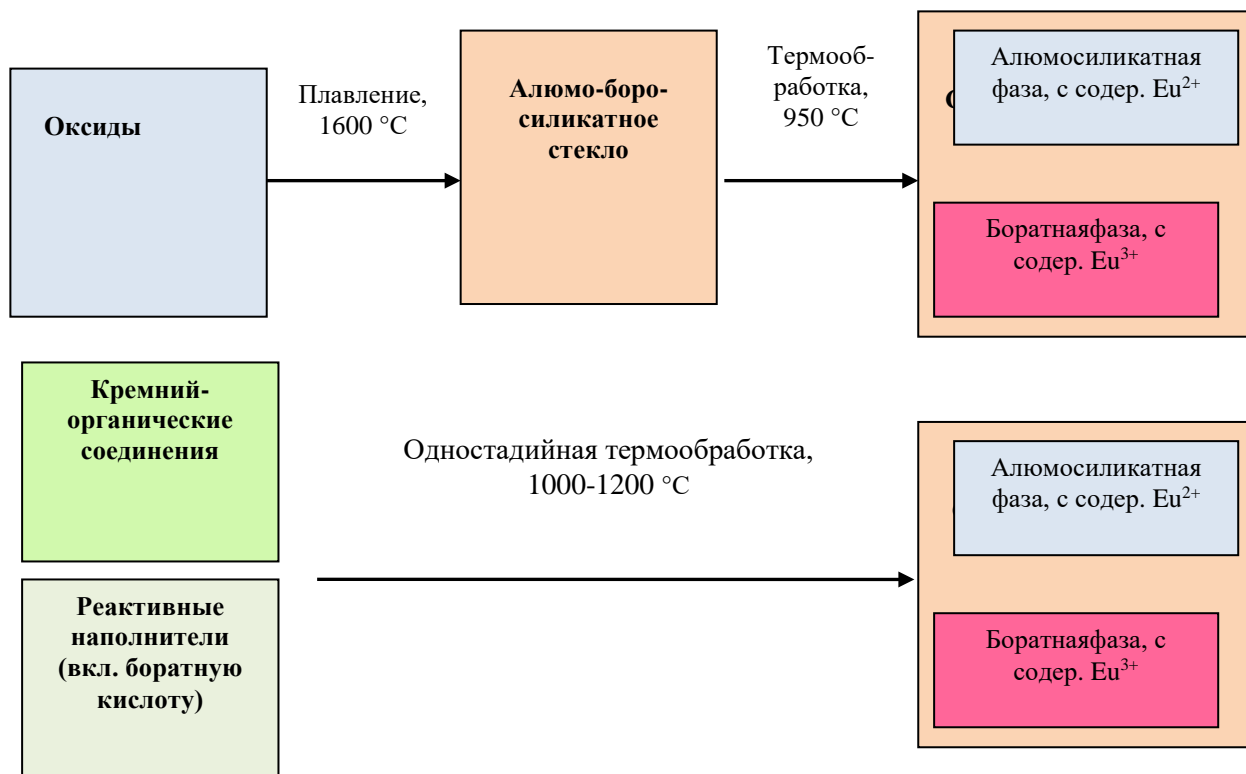 Оксиды
Плавление,
1600 °C
Алюмо-боро-
силикатное
стекло
Термооб-
работка,
950 °C
Алюмосиликатная
фаза, с содер. Eu²⁺
Боратнаяфаза, с
содер. Eu³⁺
Кремний-
органические
соединения
Реактивные
наполнители
(вкл. боратную
кислоту)
Одностадийная термообработка,
1000-1200 °C
Алюмосиликатная
фаза, с содер. Eu²⁺
Боратнаяфаза, с
содер. Eu³⁺